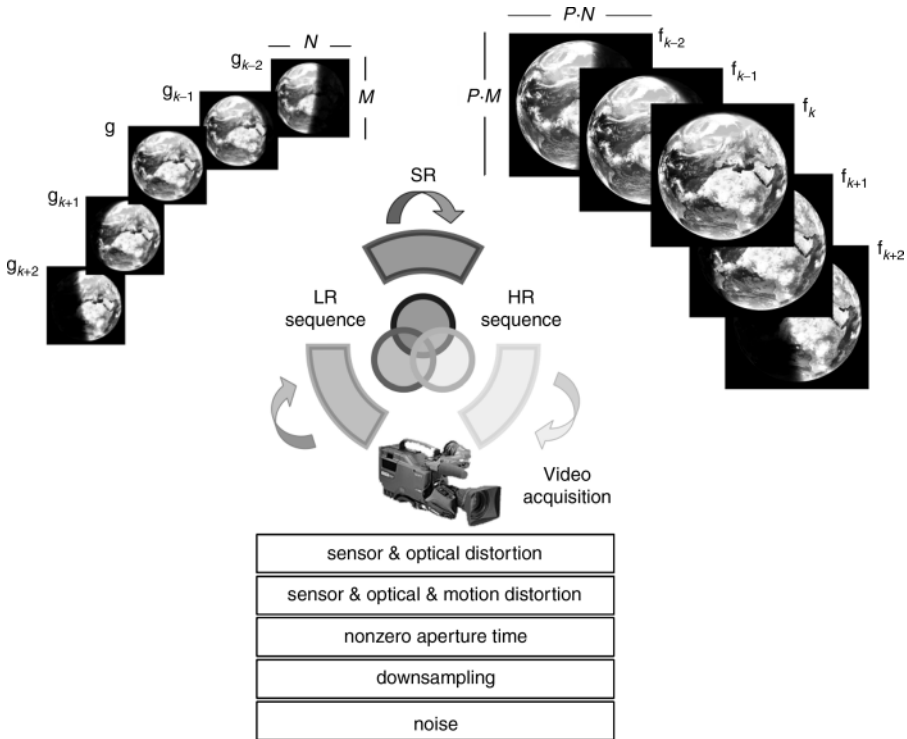 P·N
N
f_{k−2}
g_{k−2}
f_{k−1}
g_{k−1}
M
P·M
f_k
g
SR
f_{k+1}
g_{k+1}
f_{k+2}
g_{k+2}
LR
sequence
HR
sequence
Video
acquisition
sensor & optical distortion
sensor & optical & motion distortion
nonzero aperture time
downsampling
noise